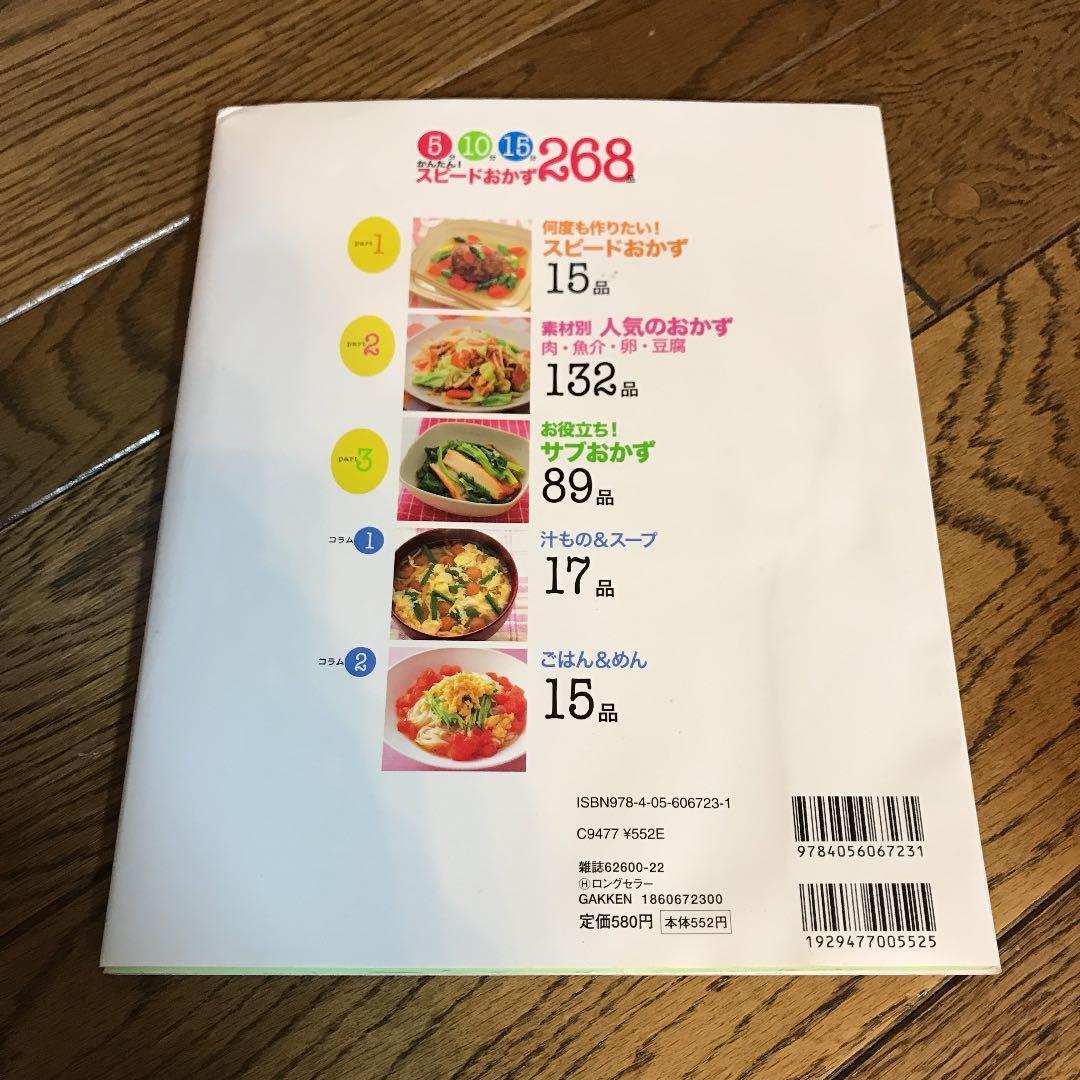 5分 10分 15分
かんたん!
スピードおかず268品
part 1
何度も作りたい!
スピードおかず
15品
part 2
素材別 人気のおかず
肉・魚介・卵・豆腐
132品
part 3
お役立ち!
サブおかず
89品
コラム 1
汁もの&スープ
17品
コラム 2
ごはん&めん
15品
ISBN978-4-05-606723-1
C9477 ¥552E
雑誌62600-22
Ⓗロングセラー
GAKKEN 1860672300
定価580円 本体552円
9784056067231
1929477005525